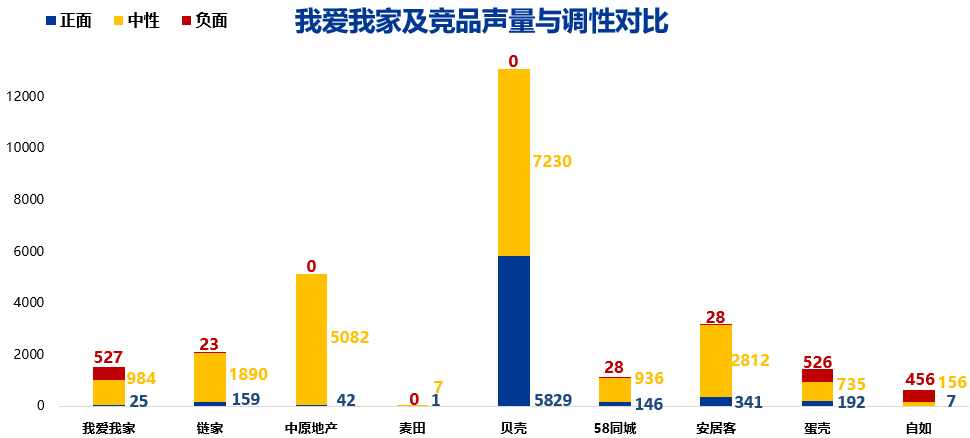 我爱我家及竞品声量与调性对比
正面 中性 负面
12000
10000
8000
6000
4000
2000
0
527 984 25
23 1890 159
0 5082 42
0 7 1
0 7230 5829
28 936 146
28 2812 341
526 735 192
456 156 7
我爱我家 链家 中原地产 麦田 贝壳 58同城 安居客 蛋壳 自如